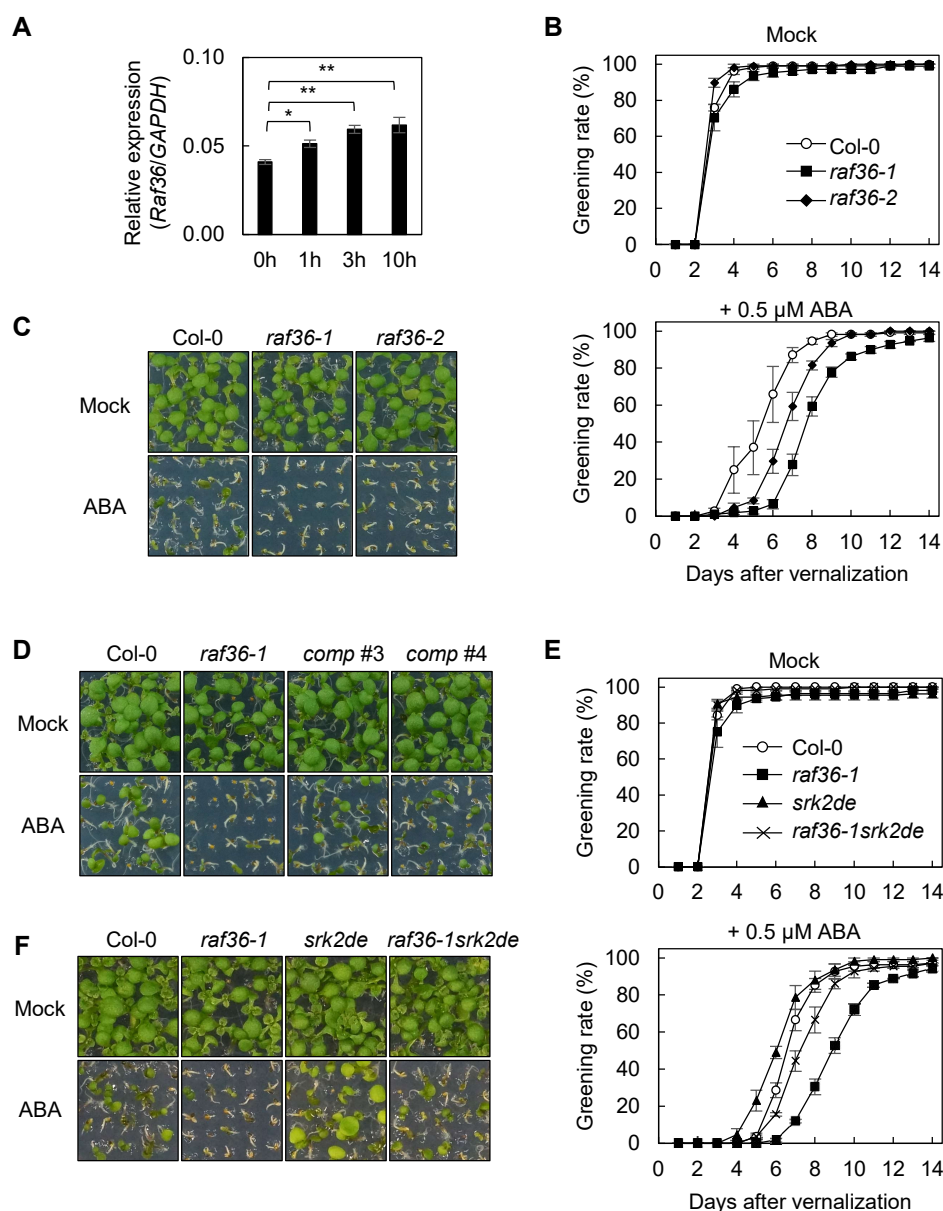 A
Relative expression
(Raf36/GAPDH)
0.10
0.05
0.00
**
**
*
0h 1h 3h 10h
B
Mock
Greening rate (%)
100
80
60
40
20
0
Col-0
raf36-1
raf36-2
0 2 4 6 8 10 12 14
+ 0.5 µM ABA
Greening rate (%)
100
80
60
40
20
0
0 2 4 6 8 10 12 14
Days after vernalization
C
Col-0 raf36-1 raf36-2
Mock
ABA
D
Col-0 raf36-1 comp #3 comp #4
Mock
ABA
E
Mock
Greening rate (%)
100
80
60
40
20
0
Col-0
raf36-1
srk2de
raf36-1srk2de
0 2 4 6 8 10 12 14
+ 0.5 µM ABA
Greening rate (%)
100
80
60
40
20
0
0 2 4 6 8 10 12 14
Days after vernalization
F
Col-0 raf36-1 srk2de raf36-1srk2de
Mock
ABA